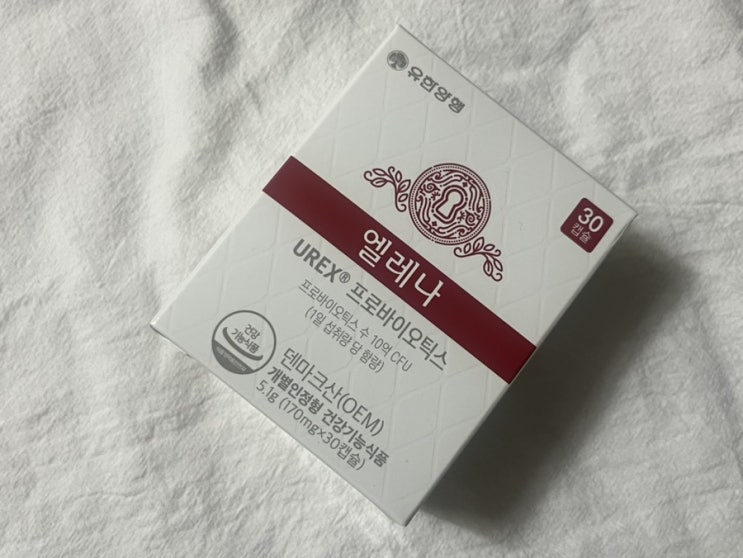 유한양행
30
캡슐
엘레나
UREX® 프로바이오틱스
프로바이오틱스 수 10억 CFU
(1일 섭취량 당 함량)
건강
기능식품
덴마크산(OEM)
개별인정형 건강기능식품
5.1g (170mg×30캡슐)